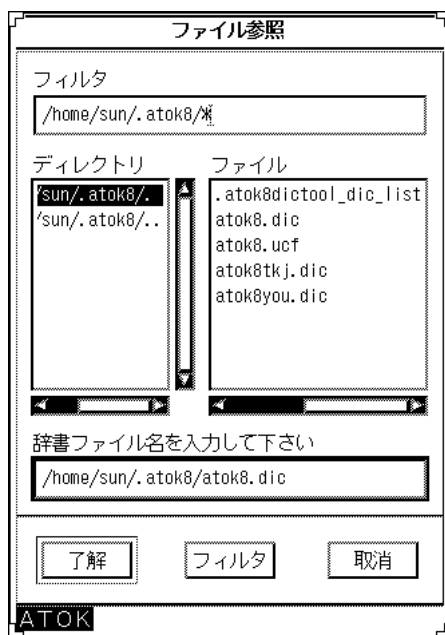 ファイル参照
フィルタ
/home/sun/.atok8/*
ディレクトリ
ファイル
/sun/.atok8/.
/sun/.atok8/..
.atok8dictool_dic_list
atok8.dic
atok8.ucf
atok8tkj.dic
atok8you.dic
辞書ファイル名を入力して下さい
/home/sun/.atok8/atok8.dic
了解
フィルタ
取消
ATOK